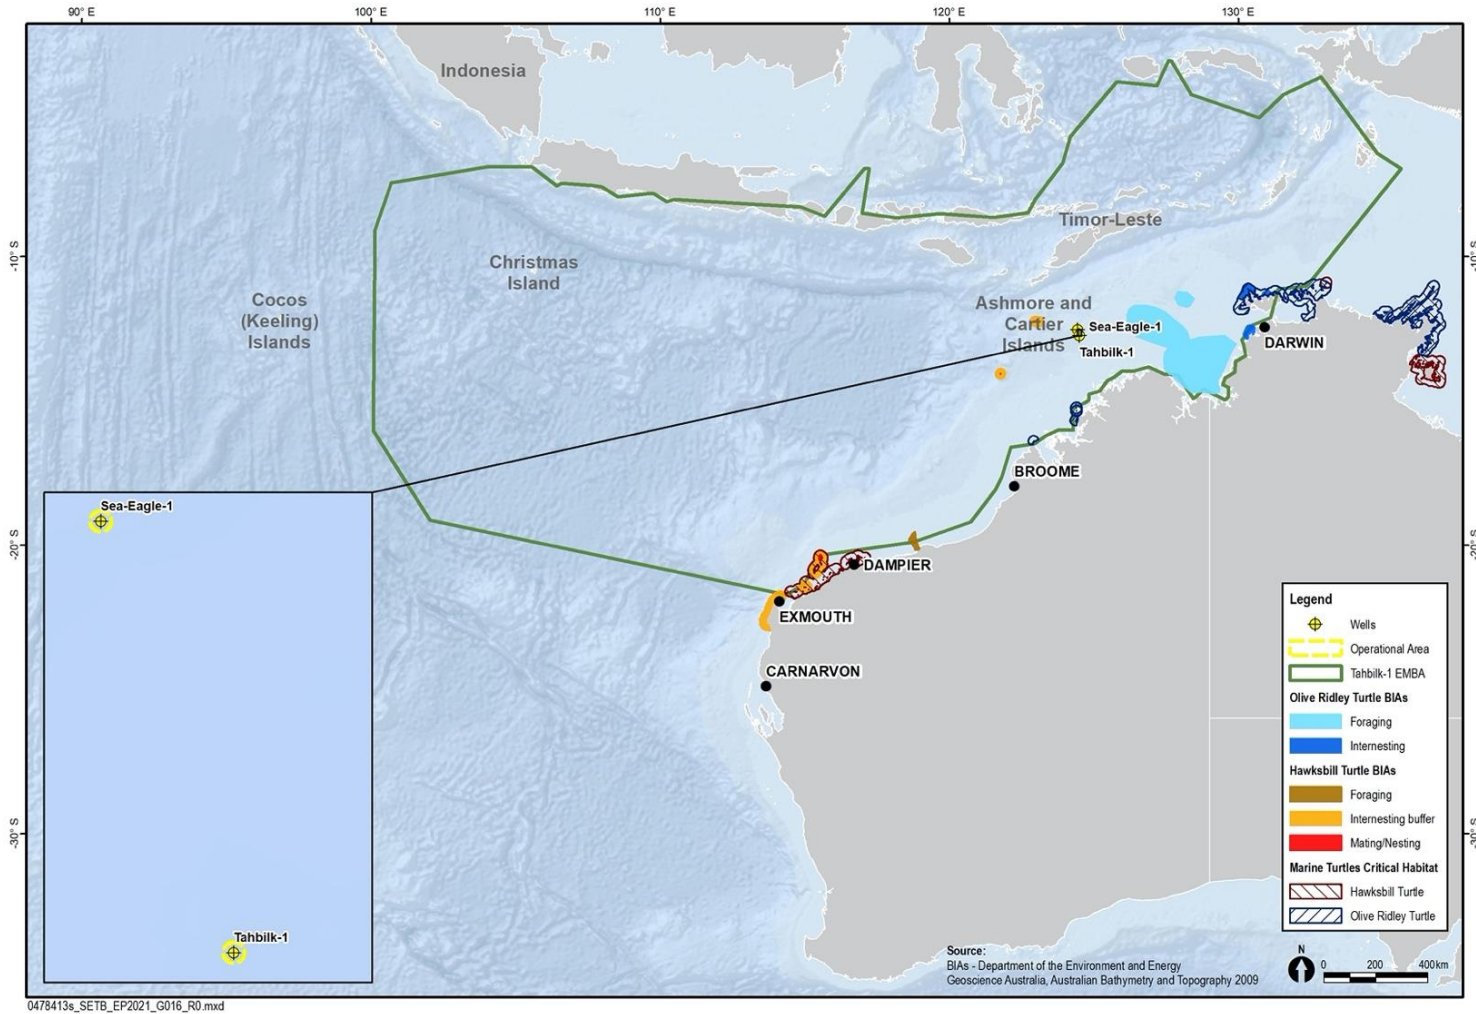 90° E
100° E
110° E
120° E
130° E
Indonesia
Timor-Leste
-10° S
-10° S
Christmas
Island
Cocos
(Keeling)
Islands
Ashmore and
Cartier
Islands
Sea-Eagle-1
Tahbilk-1
DARWIN
BROOME
Sea-Eagle-1
-20° S
-20° S
DAMPIER
EXMOUTH
CARNARVON
-30° S
-30° S
Tahbilk-1
Legend
Wells
Operational Area
Tahbilk-1 EMBA
Olive Ridley Turtle BIAs
Foraging
Internesting
Hawksbill Turtle BIAs
Foraging
Internesting buffer
Mating/Nesting
Marine Turtles Critical Habitat
Hawksbill Turtle
Olive Ridley Turtle
Source:
BIAs - Department of the Environment and Energy
Geoscience Australia, Australian Bathymetry and Topography 2009
N
0 200 400km
0478413s_SETB_EP2021_G016_R0.mxd